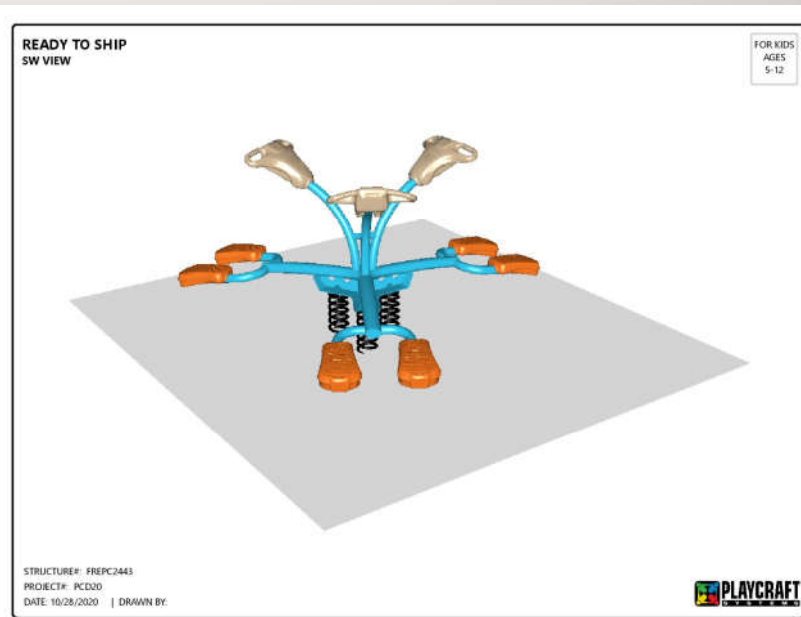 READY TO SHIP
SW VIEW
FOR KIDS
AGES
5-12
STRUCTURE#: FREPC2443
PROJECT#: PCD20
DATE: 10/28/2020 | DRAWN BY:
PLAYCRAFT
SYSTEMS